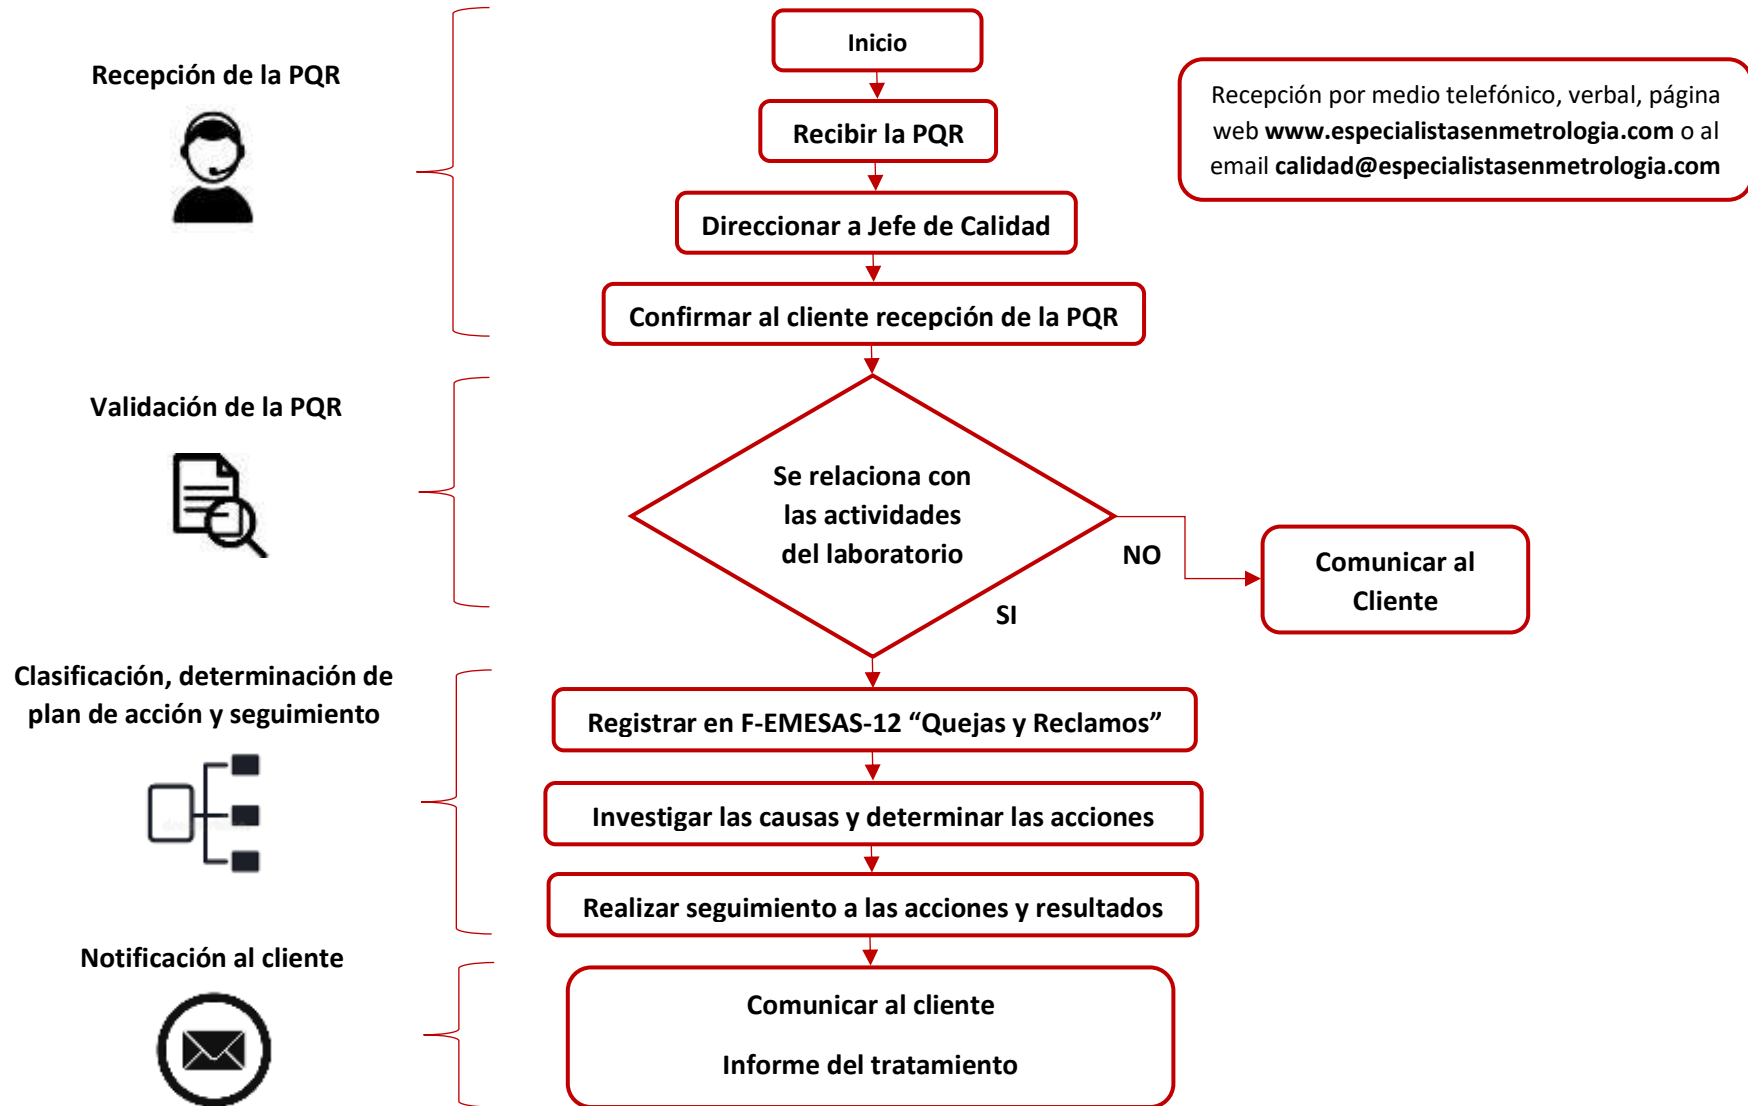 Recepción de la PQR
Inicio
Recibir la PQR
Direccionar a Jefe de Calidad
Confirmar al cliente recepción de la PQR
Recepción por medio telefónico, verbal, página
web www.especialistasenmetrologia.com o al
email calidad@especialistasenmetrologia.com
Validación de la PQR
Se relaciona con
las actividades
del laboratorio
NO
SI
Comunicar al
Cliente
Clasificación, determinación de
plan de acción y seguimiento
Registrar en F-EMESAS-12 “Quejas y Reclamos”
Investigar las causas y determinar las acciones
Realizar seguimiento a las acciones y resultados
Notificación al cliente
Comunicar al cliente
Informe del tratamiento